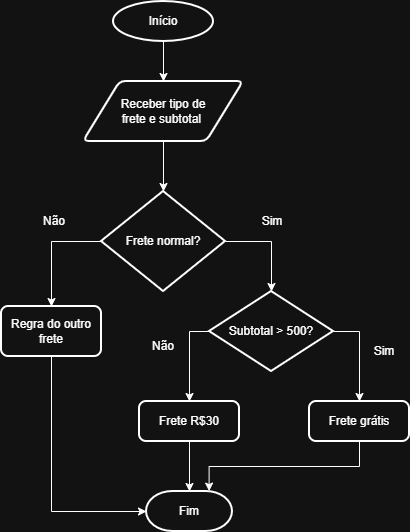 Início
Receber tipo de
frete e subtotal
Frete normal?
Não
Sim
Regra do outro
frete
Subtotal > 500?
Não
Sim
Frete R$30
Frete grátis
Fim